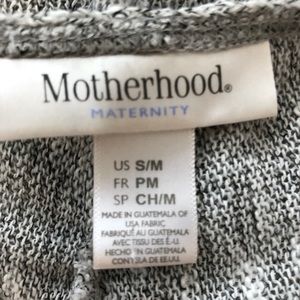 Motherhood®
MATERNITY
US S/M
FR PM
SP CH/M
MADE IN GUATEMALA OF
USA FABRIC
FABRIQUÉ AU GUATEMALA
AVEC TISSU DES É.-U.
HECHO EN GUATEMALA
CON TELA DE EE.UU.